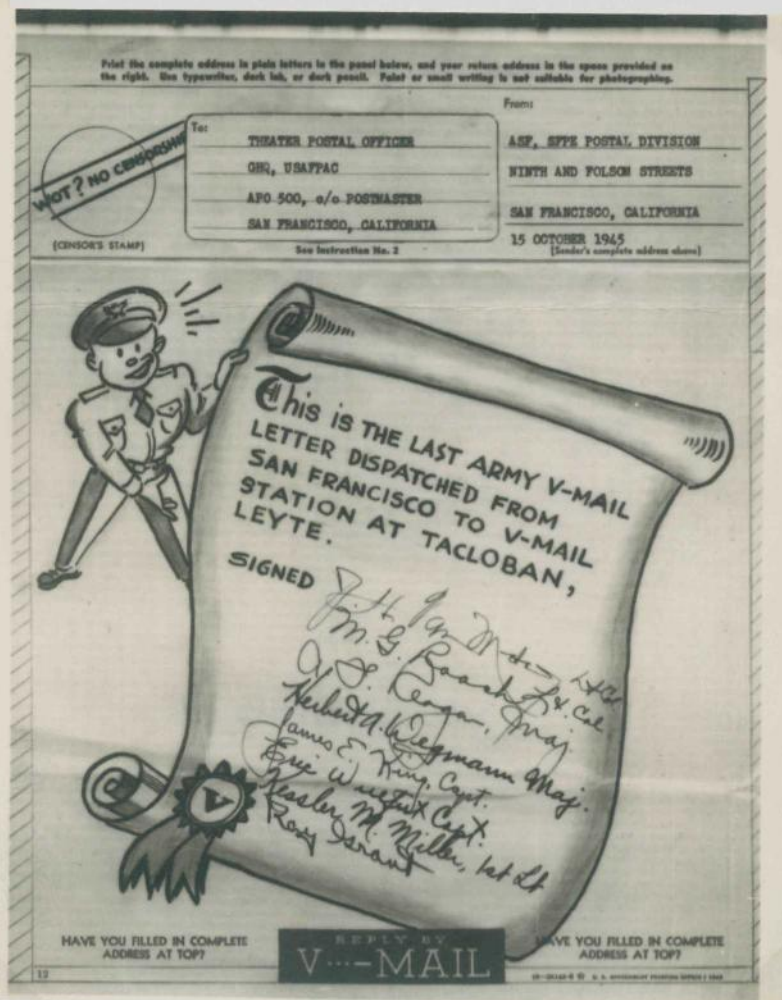 Print the complete address in plain letters in the panel below, and your return address in the space provided on
the right. Use typewriter, dark ink, or dark pencil. Faint or small writing is not suitable for photographing.
From:
To:
THEATER POSTAL OFFICER
GHQ, USAFPAC
APO 500, c/o POSTMASTER
SAN FRANCISCO, CALIFORNIA
See Instruction No. 2
ASF, SFPE POSTAL DIVISION
NINTH AND FOLSOM STREETS
SAN FRANCISCO, CALIFORNIA
15 OCTOBER 1945
(Sender's complete address above)
WOT? NO CENSORSHIP
(CENSOR'S STAMP)
This is THE LAST ARMY V-MAIL
LETTER DISPATCHED FROM
SAN FRANCISCO TO V-MAIL
STATION AT TACLOBAN,
LEYTE.
SIGNED
Lt Col
M. G. Roach Lt. Col.
Reagan, Maj.
Herbert A. Wegmann Maj.
James E. King, Capt.
Eric Capt.
Kessler M. Miller, 1st Lt
Roy Israul
V
HAVE YOU FILLED IN COMPLETE
ADDRESS AT TOP?
REPLY BY
V···–MAIL
HAVE YOU FILLED IN COMPLETE
ADDRESS AT TOP?
12